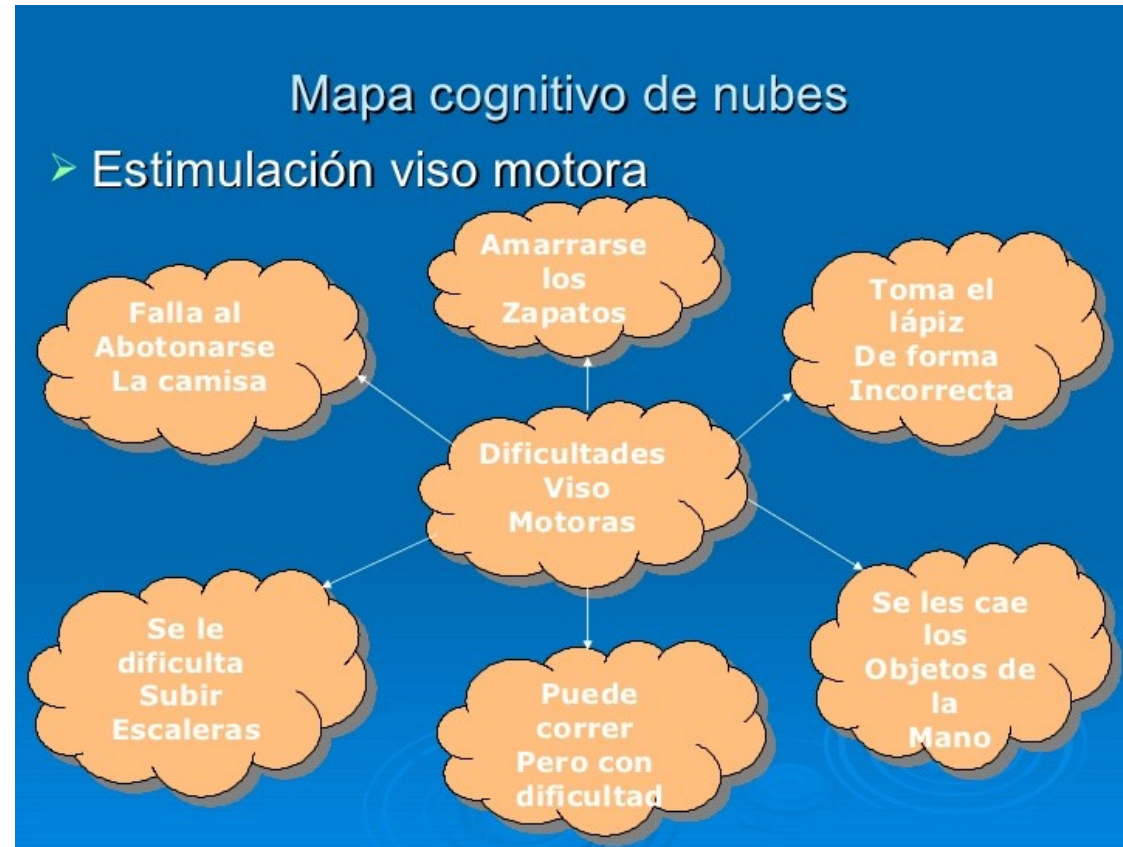 Mapa cognitivo de nubes
➢ Estimulación viso motora
Amarrarse
los
Zapatos
Falla al
Abotonarse
La camisa
Toma el
lápiz
De forma
Incorrecta
Dificultades
Viso
Motoras
Se le
dificulta
Subir
Escaleras
Puede
correr
Pero con
dificultad
Se les cae
los
Objetos de
la
Mano